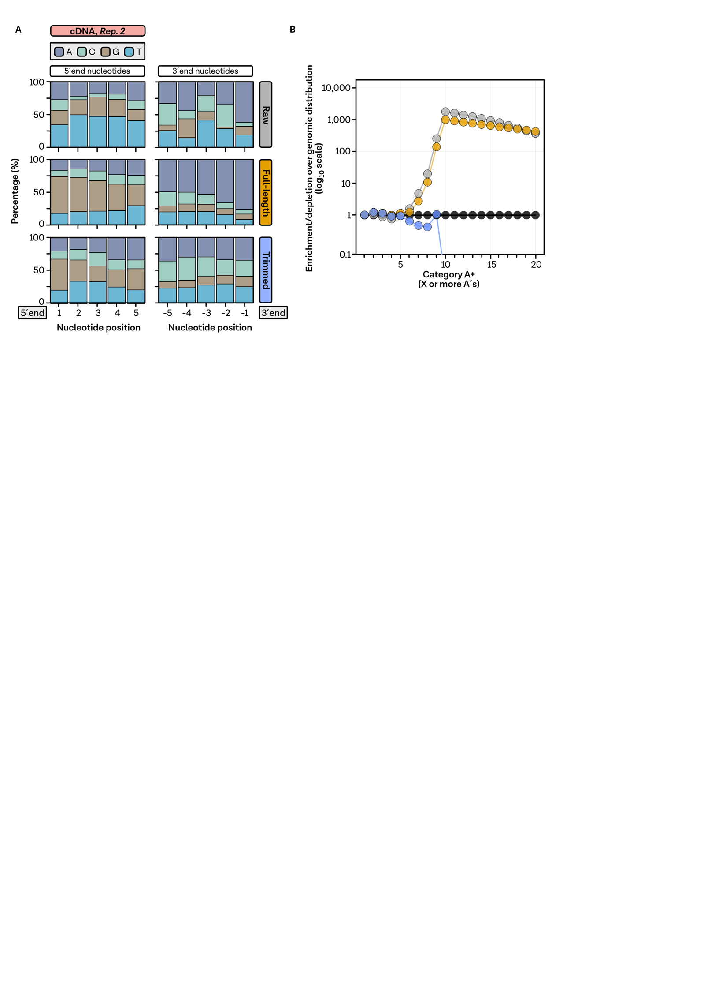 A
B
cDNA, Rep. 2
A C G T
5´end nucleotides
3´end nucleotides
100
50
0
Raw
Percentage (%)
100
50
0
Full-length
100
50
0
Trimmed
5´end
1 2 3 4 5
-5 -4 -3 -2 -1
3´end
Nucleotide position
Nucleotide position
Enrichment/depletion over genomic distribution
(log10 scale)
10,000
1,000
100
10
1
0.1
5 10 15 20
Category A+
(X or more A´s)